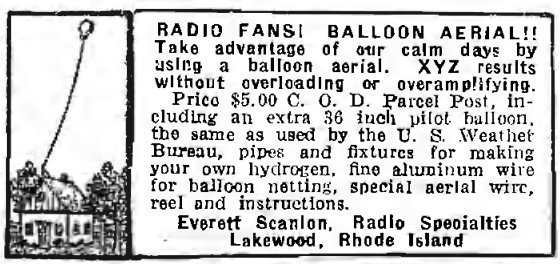 RADIO FANS! BALLOON AERIAL!!
Take advantage of our calm days by
using a balloon aerial. XYZ results
without overloading or overamplifying.
Price $5.00 C. O. D. Parcel Post, in-
cluding an extra 36 inch pilot balloon,
the same as used by the U. S. Weather
Bureau, pipes and fixtures for making
your own hydrogen, fine aluminum wire
for balloon netting, special aerial wire,
reel and instructions.
Everett Scanlon, Radio Specialties
Lakewood, Rhode Island